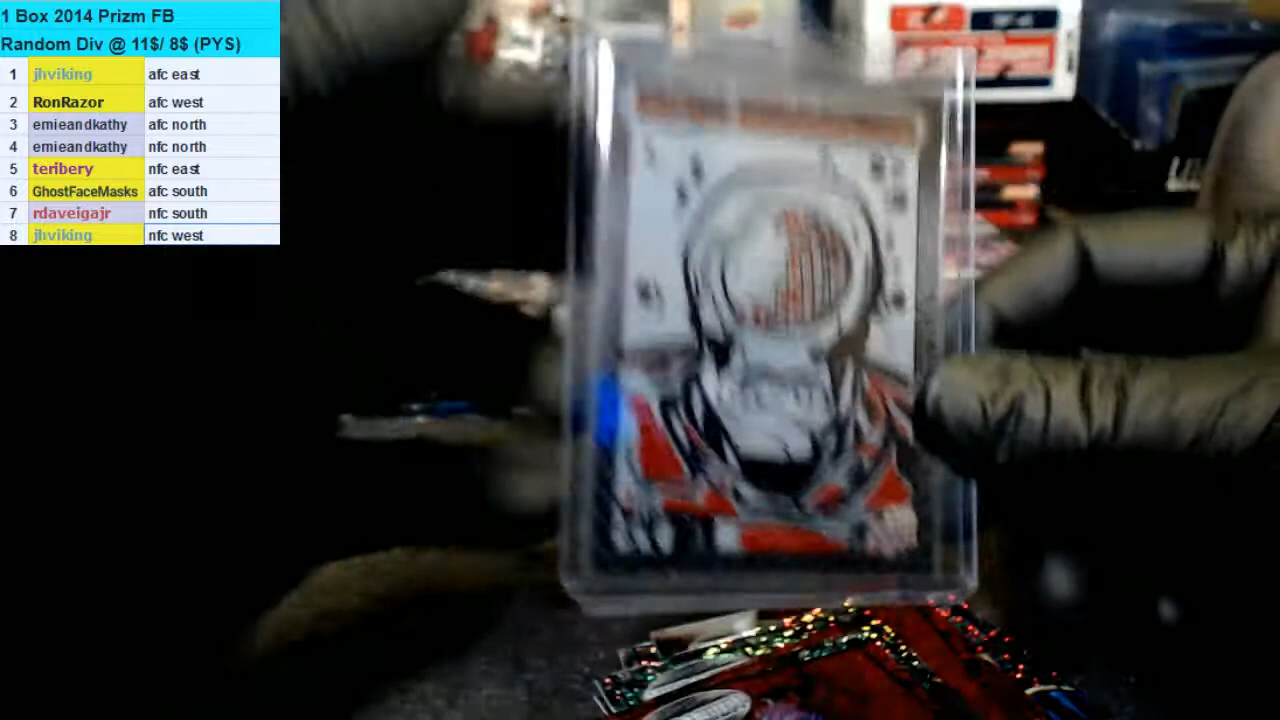 1 Box 2014 Prizm FB
Random Div @ 11$/ 8$ (PYS)
1 jhviking afc east
2 RonRazor afc west
3 emieandkathy afc north
4 emieandkathy nfc north
5 teribery nfc east
6 GhostFaceMasks afc south
7 rdaveigajr nfc south
8 jhviking nfc west